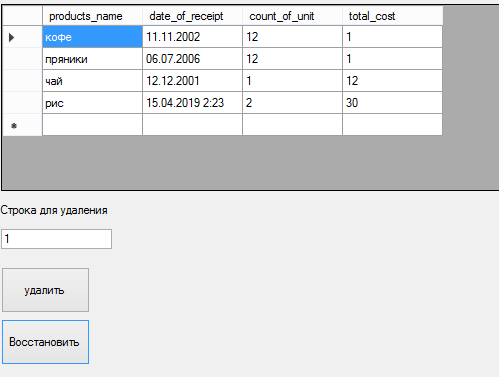 products_name date_of_receipt count_of_unit total_cost
кофе 11.11.2002 12 1
пряники 06.07.2006 12 1
чай 12.12.2001 1 12
рис 15.04.2019 2:23 2 30
Строка для удаления
1
удалить
Восстановить